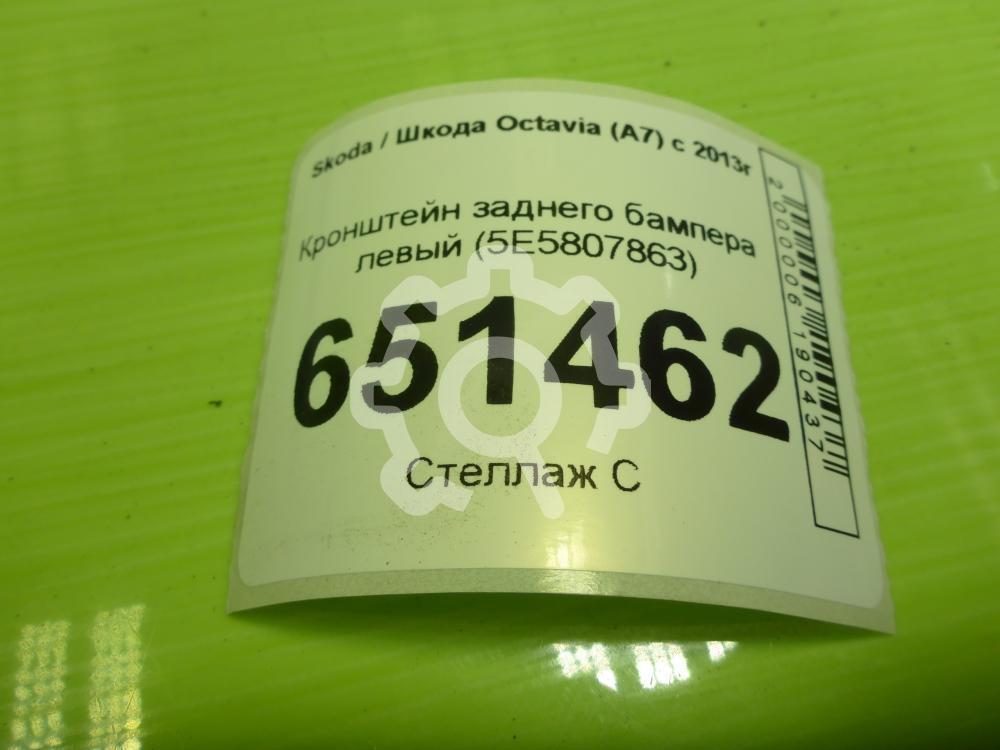 Skoda / Шкода Octavia (A7) с 2013г
Кронштейн заднего бампера
левый (5E5807863)
651462
Стеллаж С
2000006190437